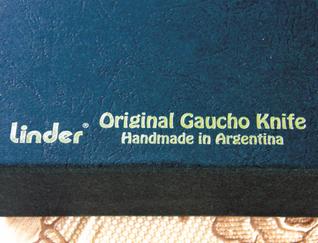 Linder® Original Gaucho Knife
Handmade in Argentina